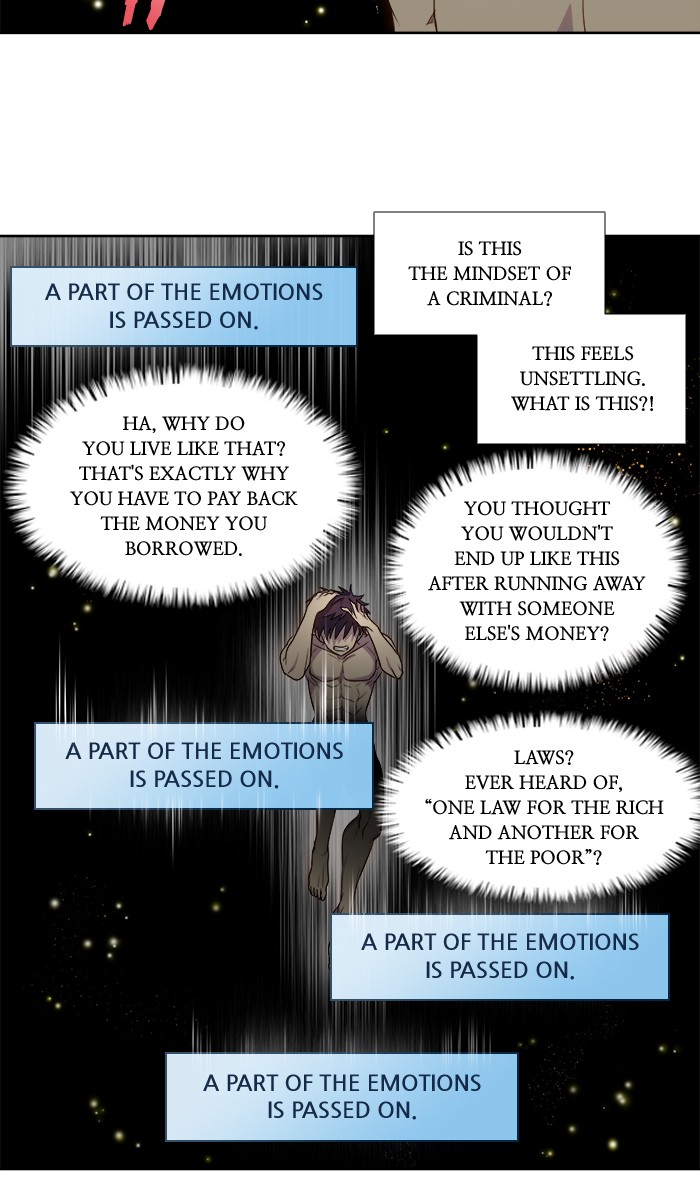 IS THIS
THE MINDSET OF
A CRIMINAL?
A PART OF THE EMOTIONS
IS PASSED ON.
THIS FEELS
UNSETTLING.
WHAT IS THIS?!
HA, WHY DO
YOU LIVE LIKE THAT?
THAT'S EXACTLY WHY
YOU HAVE TO PAY BACK
THE MONEY YOU
BORROWED.
YOU THOUGHT
YOU WOULDN'T
END UP LIKE THIS
AFTER RUNNING AWAY
WITH SOMEONE
ELSE'S MONEY?
A PART OF THE EMOTIONS
IS PASSED ON.
LAWS?
EVER HEARD OF,
“ONE LAW FOR THE RICH
AND ANOTHER FOR
THE POOR”?
A PART OF THE EMOTIONS
IS PASSED ON.
A PART OF THE EMOTIONS
IS PASSED ON.